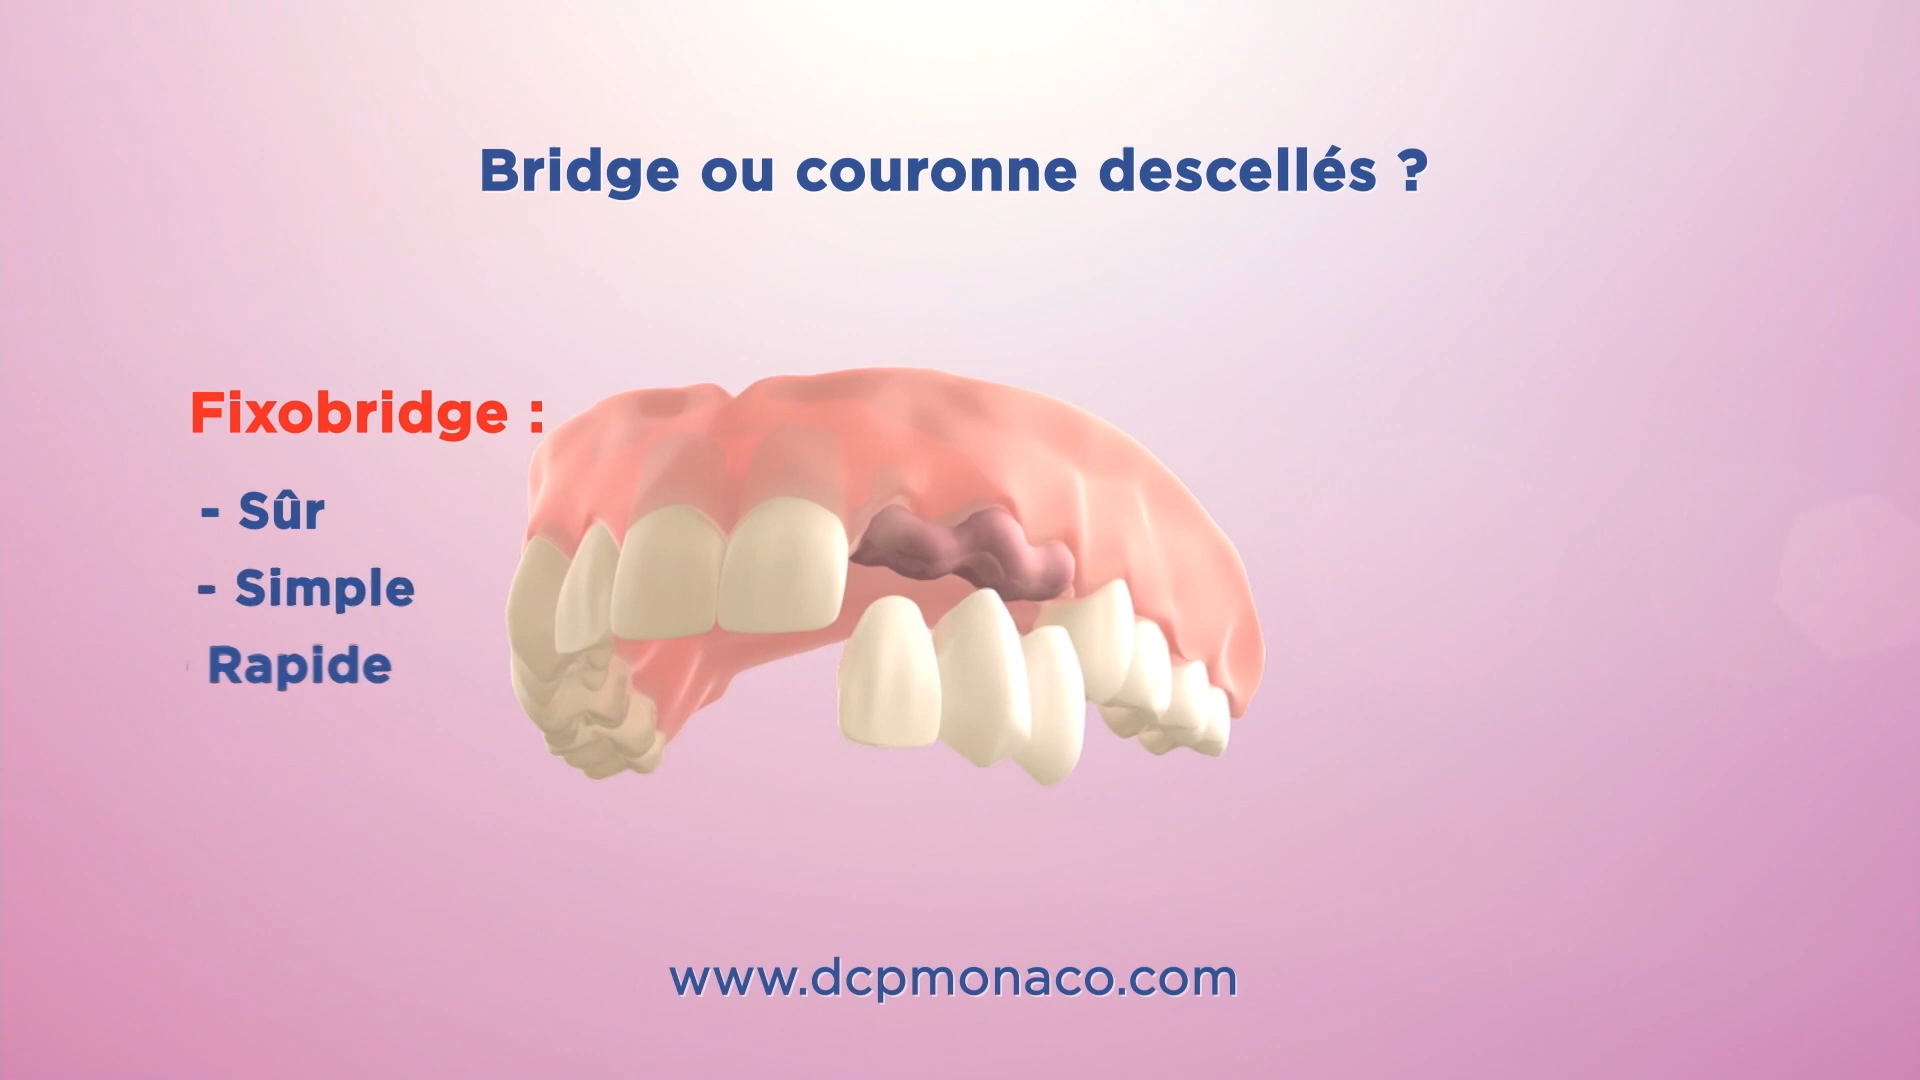 Bridge ou couronne descellés ?
Fixobridge :
- Sûr
- Simple
Rapide
www.dcpmonaco.com